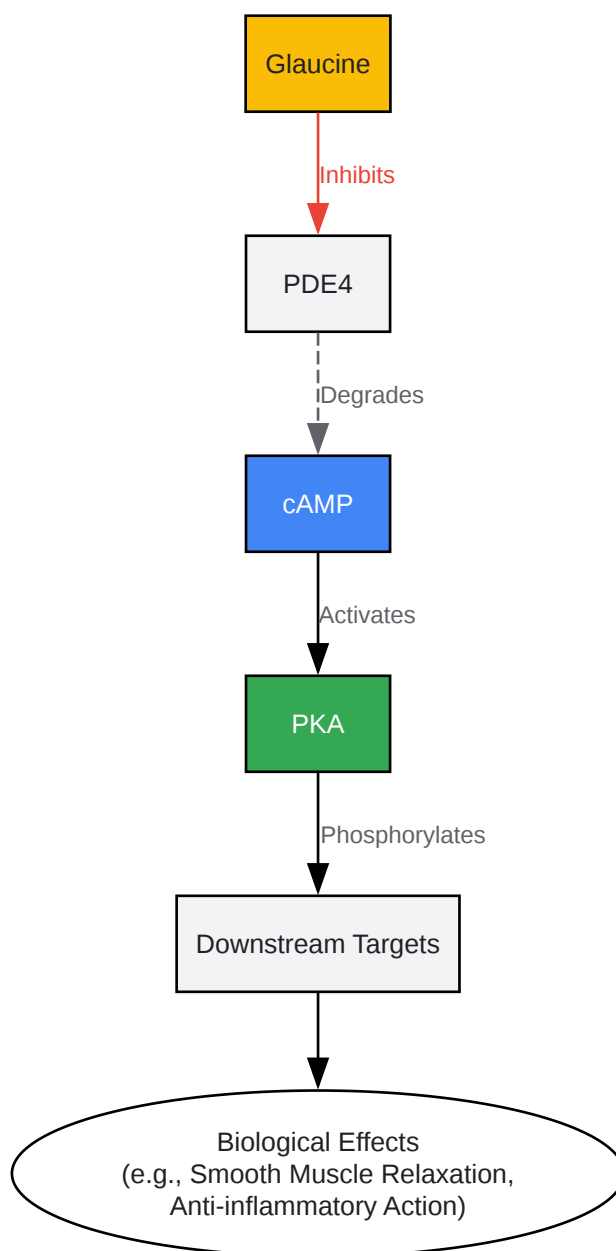 Glaucine
Inhibits
PDE4
Degrades
cAMP
Activates
PKA
Phosphorylates
Downstream Targets
Biological Effects
(e.g., Smooth Muscle Relaxation,
Anti-inflammatory Action)